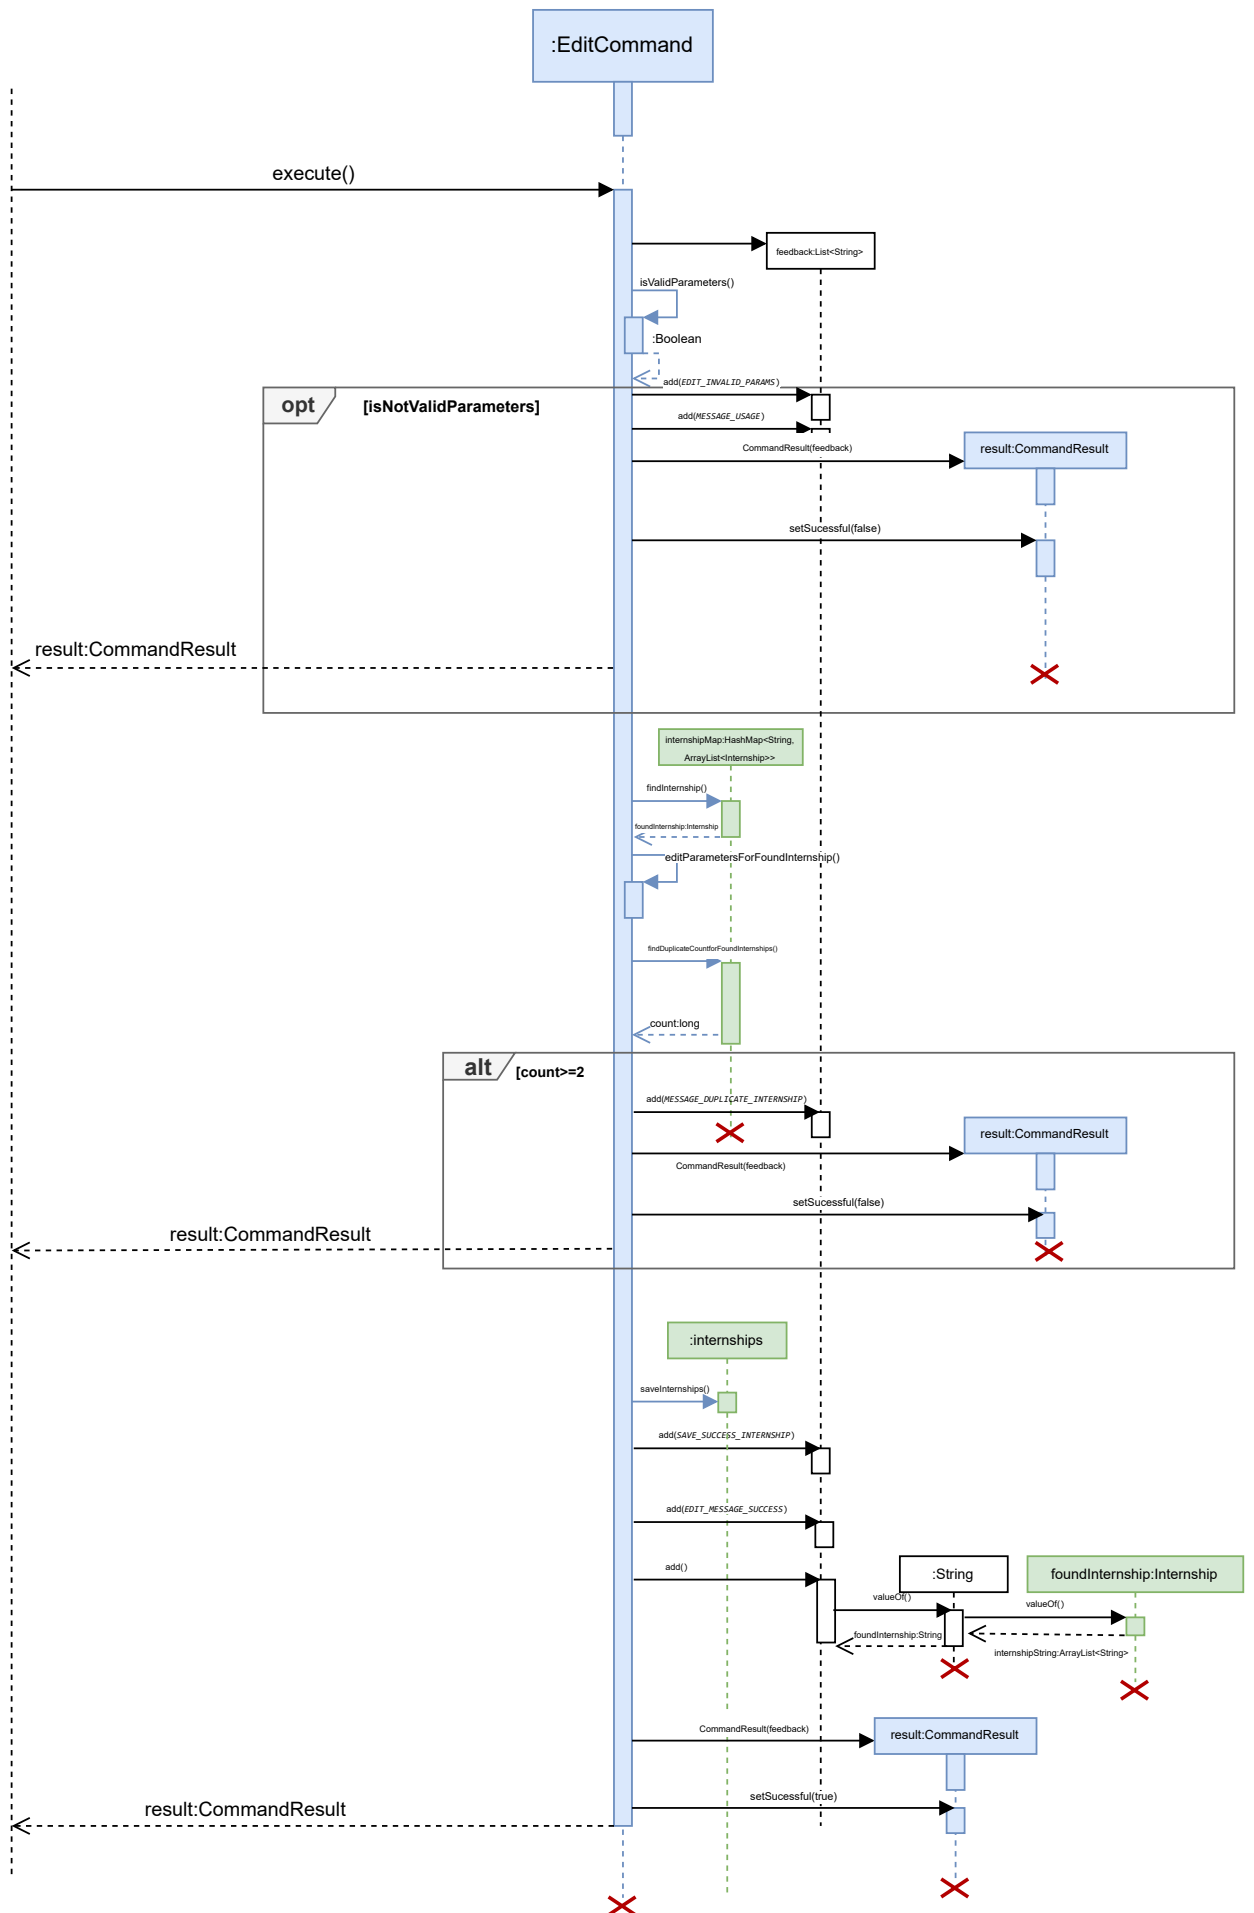 :EditCommand
execute()
feedback:List<String>
isValidParameters()
:Boolean
add(EDIT_INVALID_PARAMS)
opt
[isNotValidParameters]
add(MESSAGE_USAGE)
CommandResult(feedback)
result:CommandResult
setSucessful(false)
result:CommandResult
internshipMap:HashMap<String,
ArrayList<Internship>>
findInternship()
foundInternship:Internship
editParametersForFoundInternship()
findDuplicateCountforFoundInternships()
count:long
alt
[count>=2
add(MESSAGE_DUPLICATE_INTERNSHIP)
result:CommandResult
CommandResult(feedback)
setSucessful(false)
result:CommandResult
:internships
saveInternships()
add(SAVE_SUCCESS_INTERNSHIP)
add(EDIT_MESSAGE_SUCCESS)
add()
:String
foundInternship:Internship
valueOf()
valueOf()
foundInternship:String
internshipString:ArrayList<String>
CommandResult(feedback)
result:CommandResult
setSucessful(true)
result:CommandResult